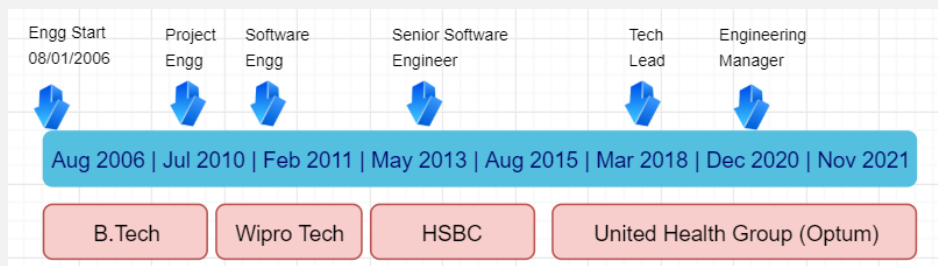 Engg Start
08/01/2006
Project
Engg
Software
Engg
Senior Software
Engineer
Tech
Lead
Engineering
Manager
Aug 2006 | Jul 2010 | Feb 2011 | May 2013 | Aug 2015 | Mar 2018 | Dec 2020 | Nov 2021
B.Tech
Wipro Tech
HSBC
United Health Group (Optum)